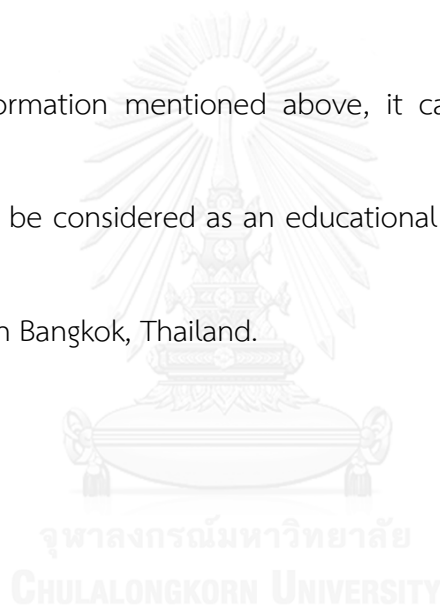 ormation mentioned above, it ca
be considered as an educational
n Bangkok, Thailand.
จุฬาลงกรณ์มหาวิทยาลัย
CHULALONGKORN UNIVERSITY